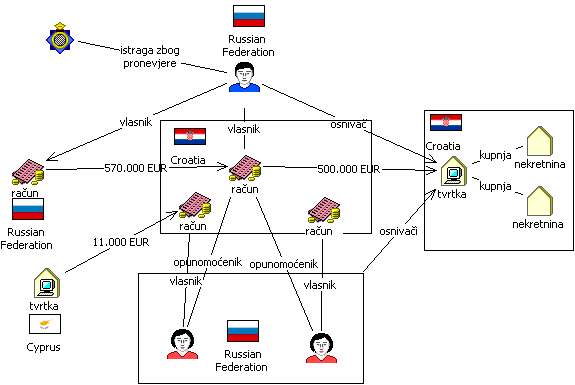 Russian
Federation
istraga zbog
pronevjere
vlasnik
vlasnik
osnivač
Croatia
Croatia
kupnja
nekretnina
570.000 EUR
500.000 EUR
račun
račun
tvrtka
kupnja
Russian
Federation
račun
račun
nekretnina
osnivači
11.000 EUR
opunomoćenik
opunomoćenik
vlasnik
vlasnik
tvrtka
Cyprus
Russian
Federation